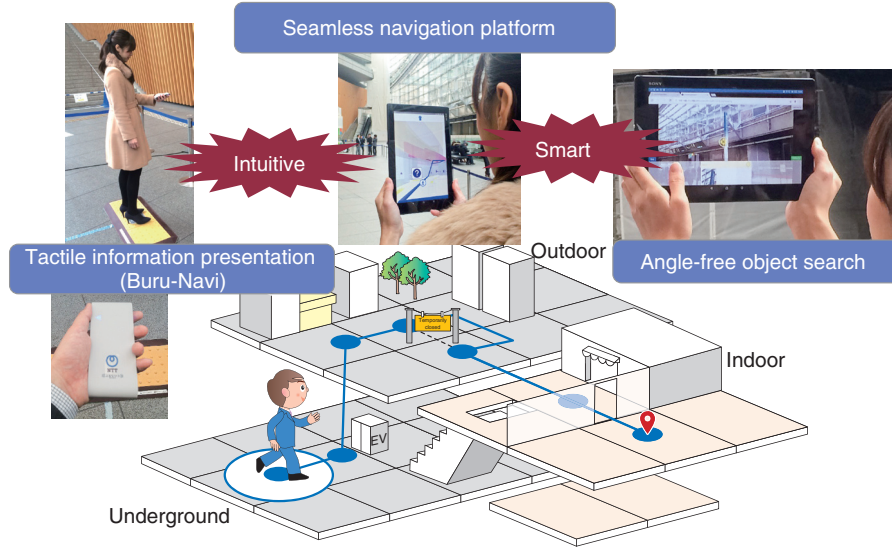 Seamless navigation platform
Intuitive
Smart
Tactile information presentation
(Buru-Navi)
Angle-free object search
Outdoor
Temporarily
closed
NTT
Indoor
EV
Underground
?